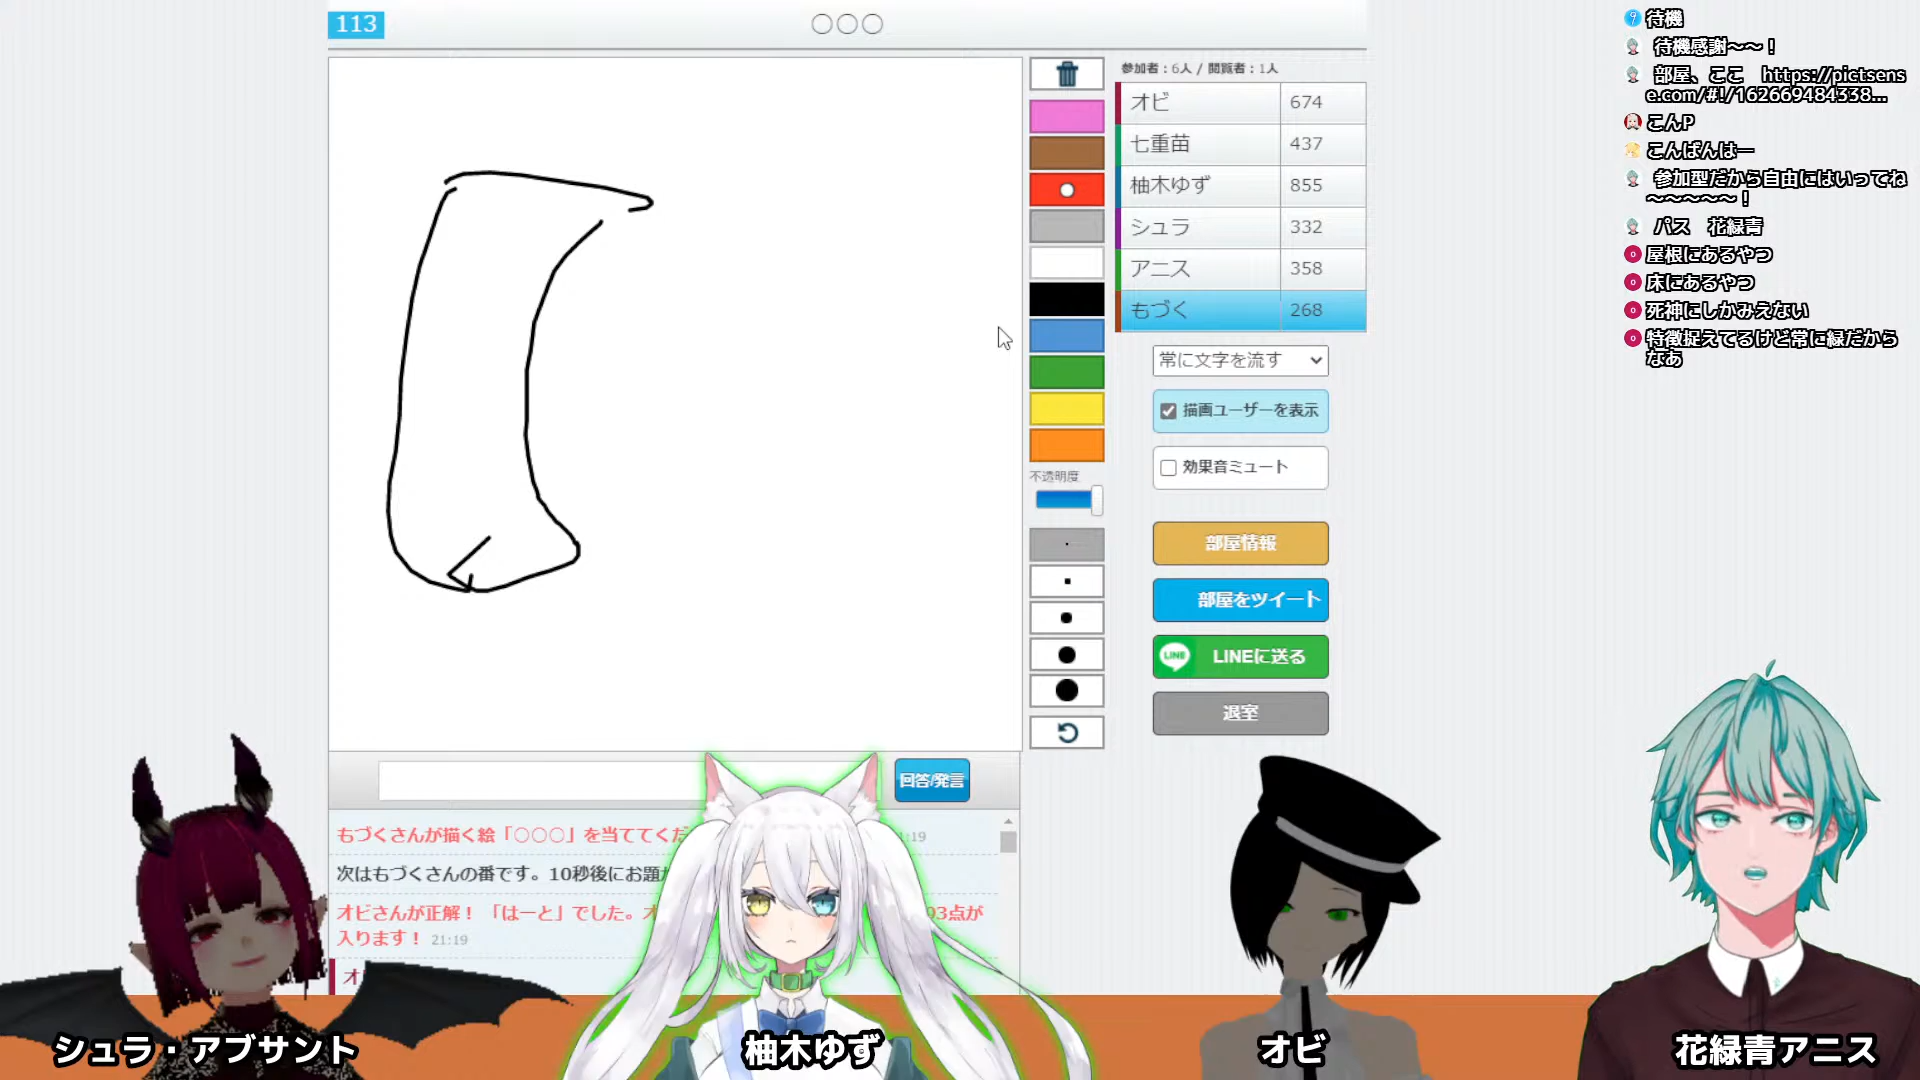 113
○○○
参加者：6人 / 閲覧者：1人
オビ 674
七重苗 437
柚木ゆず 855
シュラ 332
アニス 358
もづく 268
常に文字を流す
描画ユーザーを表示
効果音ミュート
不透明度
部屋情報
部屋をツイート
LINE LINEに送る
退室
回答/発言
もづくさんが描く絵「○○○」を当ててくだ
:19
次はもづくさんの番です。10秒後にお題
オビさんが正解！「はーと」でした。オ
93点が
入ります！ 21:19
オ
待機
待機感謝～～！
部屋、ここ https://pictsens
e.com/#!/162669484338...
こんP
こんばんはー
参加型だから自由にはいってね
～～～～～！
パス 花緑青
屋根にあるやつ
床にあるやつ
死神にしかみえない
特徴捉えてるけど常に緑だから
なあ
シュラ・アブサント
柚木ゆず
オビ
花緑青アニス